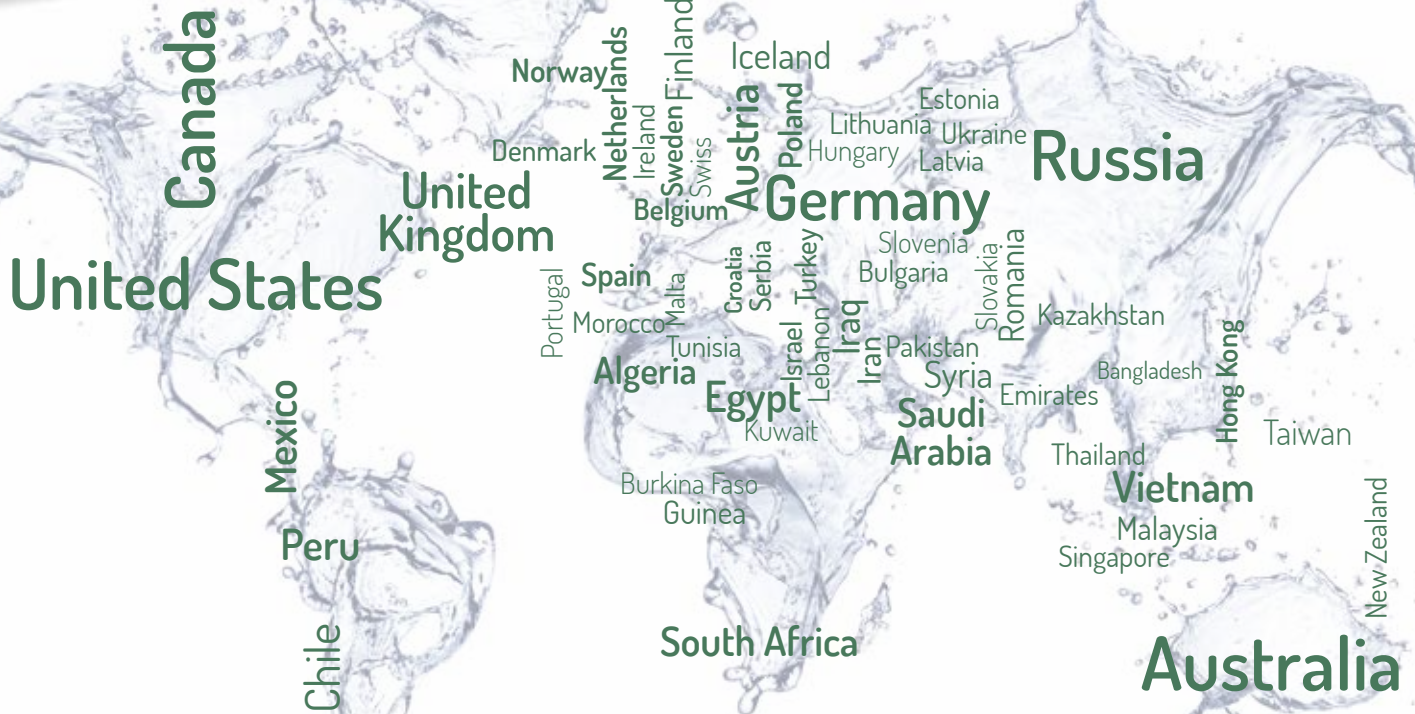 Canada
Norway
Netherlands
Finland
Iceland
Denmark
Ireland
Sweden
Swiss
Austria
Poland
Estonia
Lithuania
Ukraine
Hungary
Latvia
Russia
United
Kingdom
Belgium
Germany
United States
Portugal
Spain
Malta
Morocco
Croatia
Serbia
Turkey
Slovenia
Bulgaria
Slovakia
Romania
Kazakhstan
Tunisia
Algeria
Israel
Lebanon
Iraq
Iran
Pakistan
Syria
Bangladesh
Hong Kong
Emirates
Egypt
Kuwait
Saudi
Arabia
Taiwan
Mexico
Thailand
Vietnam
Burkina Faso
Guinea
Malaysia
Singapore
New Zealand
Peru
Chile
South Africa
Australia